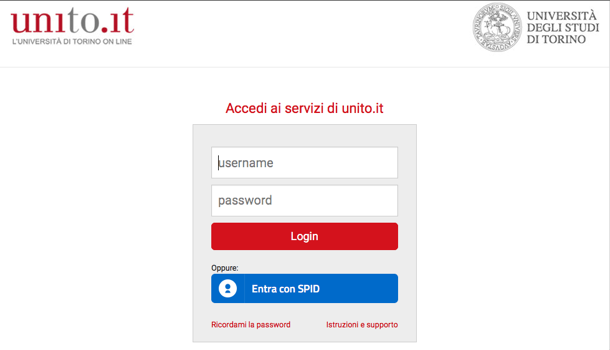 unito.it
L'UNIVERSITÀ DI TORINO ON LINE
UNIVERSITÀ
DEGLI STUDI
DI TORINO
Accedi ai servizi di unito.it
username
password
Login
Oppure:
Entra con SPID
Ricordami la password
Istruzioni e supporto